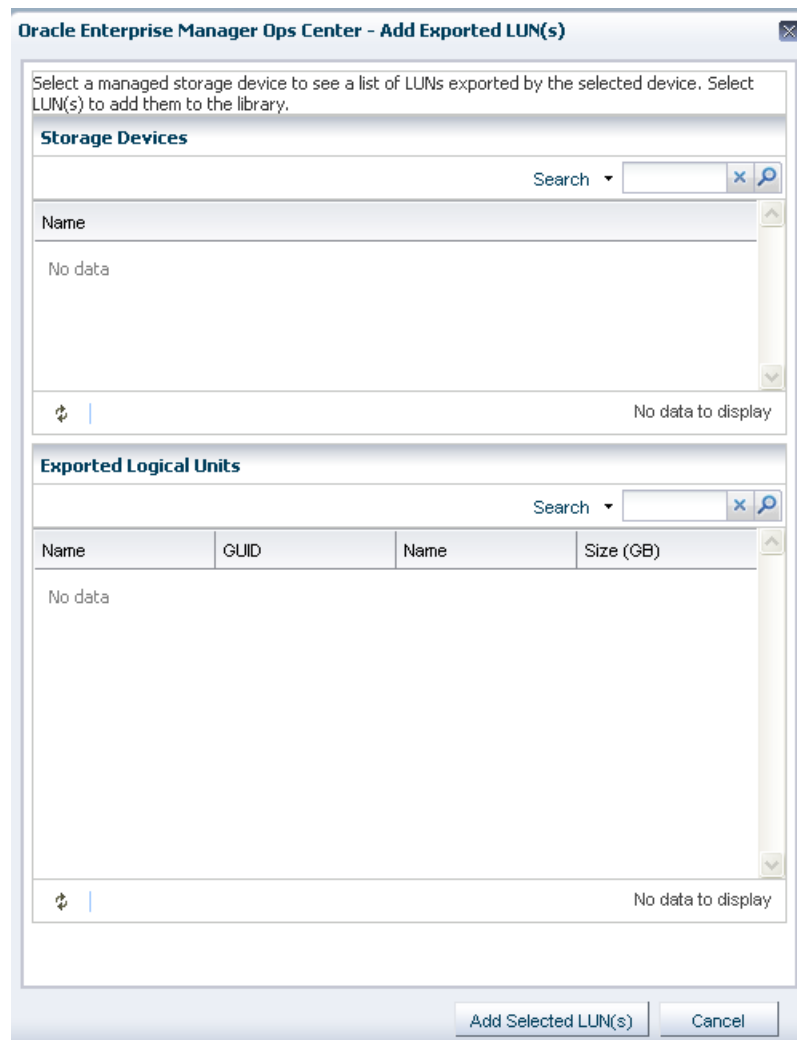 Oracle Enterprise Manager Ops Center - Add Exported LUN(s)
Select a managed storage device to see a list of LUNs exported by the selected device. Select
LUN(s) to add them to the library.
Storage Devices
Search
Name
No data
No data to display
Exported Logical Units
Search
Name GUID Name Size (GB)
No data
No data to display
Add Selected LUN(s) Cancel